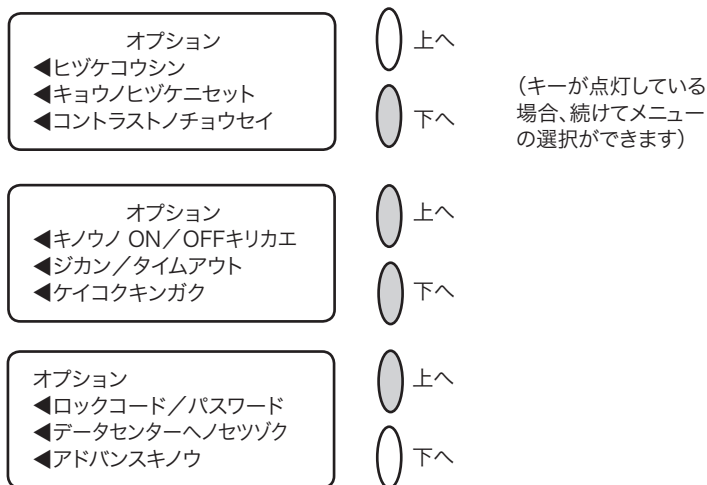 オプション
◀ヒヅケコウシン
◀キョウノヒヅケニセット
◀コントラストノチョウセイ
上へ
下へ
（キーが点灯している
場合、続けてメニュー
の選択ができます）
オプション
◀キノウノ ON／OFFキリカエ
◀ジカン／タイムアウト
◀ケイコクキンガク
上へ
下へ
オプション
◀ロックコード／パスワード
◀データセンターヘノセツゾク
◀アドバンスキノウ
上へ
下へ